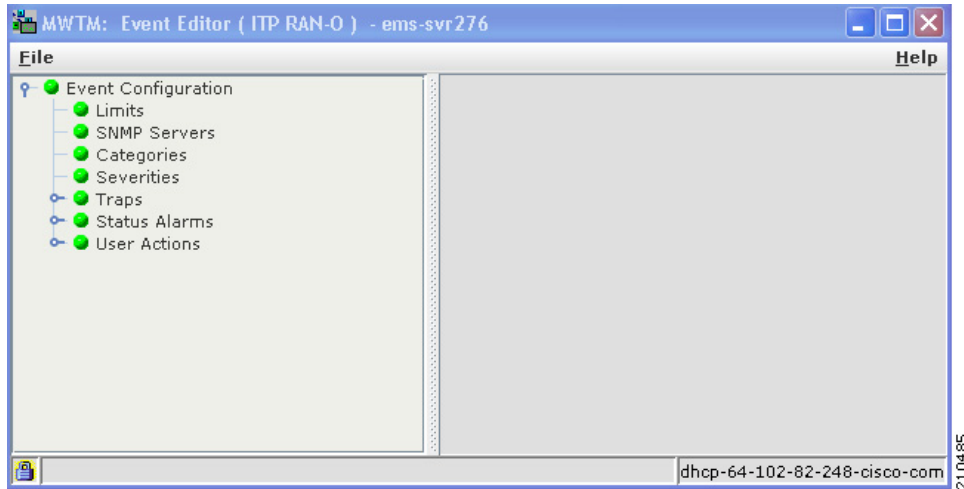 MWTM: Event Editor ( ITP RAN-O ) - ems-svr276
File Help
Event Configuration
Limits
SNMP Servers
Categories
Severities
Traps
Status Alarms
User Actions
dhcp-64-102-82-248-cisco-com
210485